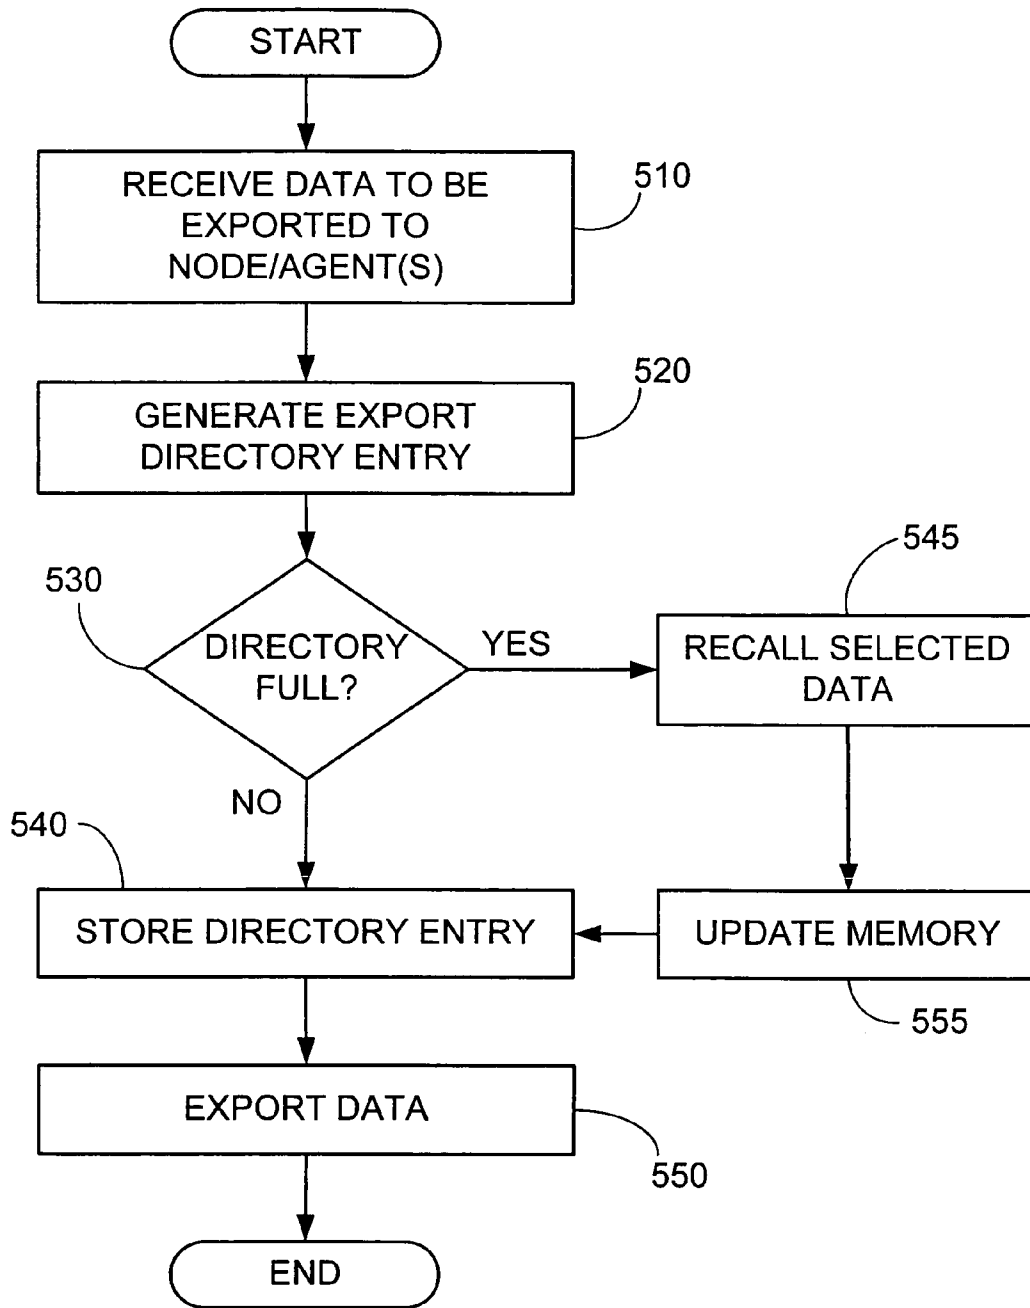 START
RECEIVE DATA TO BE
EXPORTED TO
NODE/AGENT(S)
510
GENERATE EXPORT
DIRECTORY ENTRY
520
530
DIRECTORY
FULL?
YES
545
RECALL SELECTED
DATA
NO
540
STORE DIRECTORY ENTRY
UPDATE MEMORY
555
EXPORT DATA
550
END